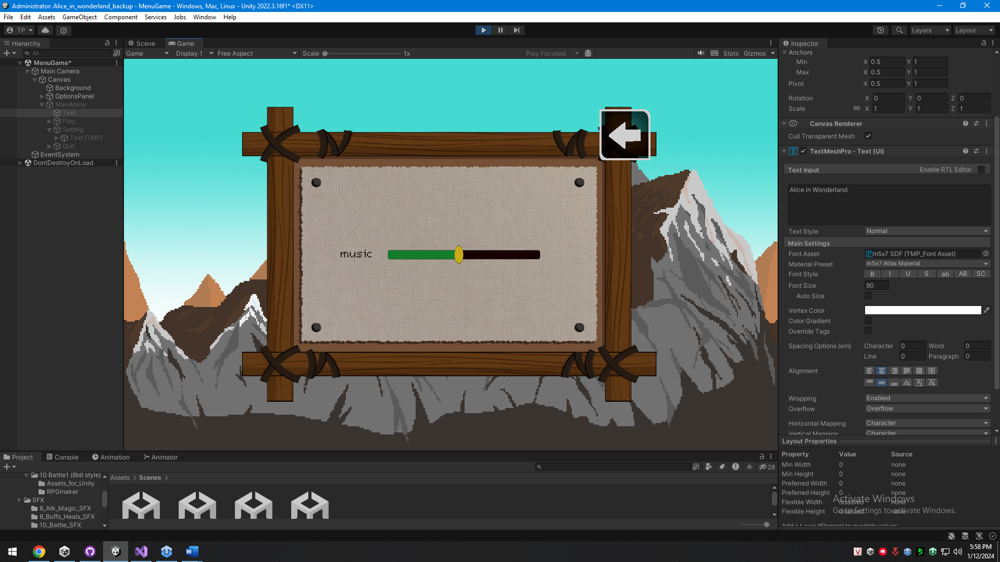 Administrator: Alice_in_wonderland_backup - MenuGame - Windows, Mac, Linux - Unity 2022.3.16f1* <DX11>
File Edit Assets GameObject Component Services Jobs Window Help
TP Layers Layout
Hierarchy
All
MenuGame*
Main Camera
Canvas
Background
OptionsPanel
MainMenu
Text
Play
Setting
Text (TMP)
Quit
EventSystem
DontDestroyOnLoad
Scene Game
Game Display 1 Free Aspect Scale 1x Play Focused Stats Gizmos
music
Inspector
Anchors
Min X 0.5 Y 1
Max X 0.5 Y 1
Pivot X 0.5 Y 1
Rotation X 0 Y 0 Z 0
Scale X 1 Y 1 Z 1
Canvas Renderer
Cull Transparent Mesh
TextMeshPro - Text (UI)
Text Input Enable RTL Editor
Alice in Wonderland
Text Style Normal
Main Settings
Font Asset m5x7 SDF (TMP_Font Asset)
Material Preset m5x7 Atlas Material
Font Style B I U S ab AB SC
Font Size 90
Auto Size
Vertex Color
Color Gradient
Override Tags
Spacing Options (em) Character 0 Word 0
Line 0 Paragraph 0
Alignment
Wrapping Enabled
Overflow Overflow
Horizontal Mapping Character
Vertical Mapping Character
Layout Properties
Property Value Source
Min Width 0 none
Min Height 0 none
Preferred Width 0 none
Preferred Height 0 none
Flexible Width disabled none
Flexible Height disabled none
Add a LayoutElement to override values
Activate Windows
Go to Settings to activate Windows.
Project Console Animation Animator
28
10 Battle1 (8bit style)
Assets_for_Unity
RPGmaker
SFX
8_Atk_Magic_SFX
8_Buffs_Heals_SFX
10_Battle_SFX
Assets > Scenes >
5:58 PM
1/12/2024